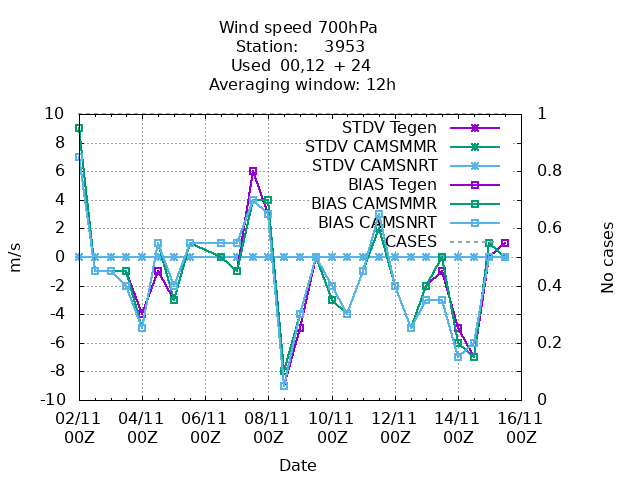 Wind speed 700hPa
Station: 3953
Used 00,12 + 24
Averaging window: 12h
10 1
STDV Tegen
8
STDV CAMSMMR
6 0.8
STDV CAMSNRT
BIAS Tegen
4
BIAS CAMSMMR
2 0.6
BIAS CAMSNRT
CASES
0
-2 0.4
-4
-6 0.2
-8
-10 0
m/s
No cases
02/11 04/11 06/11 08/11 10/11 12/11 14/11 16/11
00Z 00Z 00Z 00Z 00Z 00Z 00Z 00Z
Date